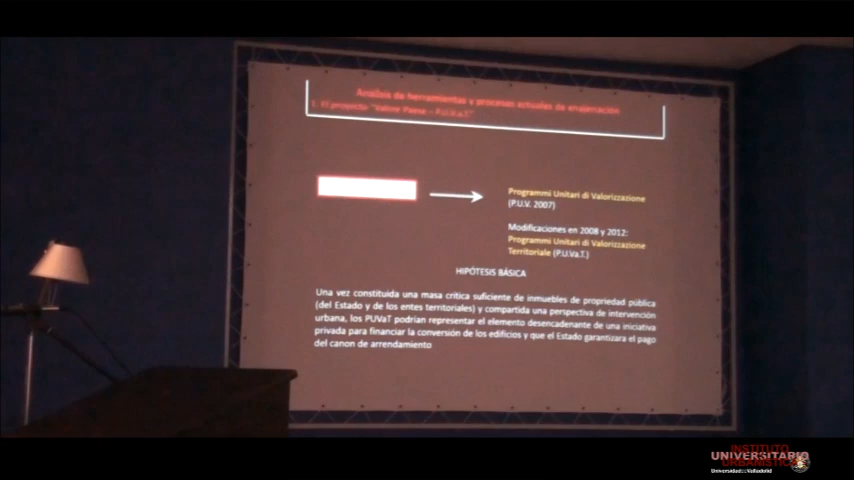 Análisis de herramientas y procesos actuales de enajenación
1. El proyecto "Valore Paese – P.U.Va.T."
Programmi Unitari di Valorizzazione
(P.U.V. 2007)
Modificaciones en 2008 y 2012:
Programmi Unitari di Valorizzazione
Territoriale (P.U.Va.T.)
HIPÓTESIS BÁSICA
Una vez constituida una masa crítica suficiente de inmuebles de propriedad pública
(del Estado y de los entes territoriales) y compartida una perspectiva de intervención
urbana, los PUVaT podrían representar el elemento desencadenante de una iniciativa
privada para financiar la conversión de los edificios y que el Estado garantizara el pago
del canon de arrendamiento
INSTITUTO
UNIVERSITARIO
URBANÍSTICA
Universidad de Valladolid